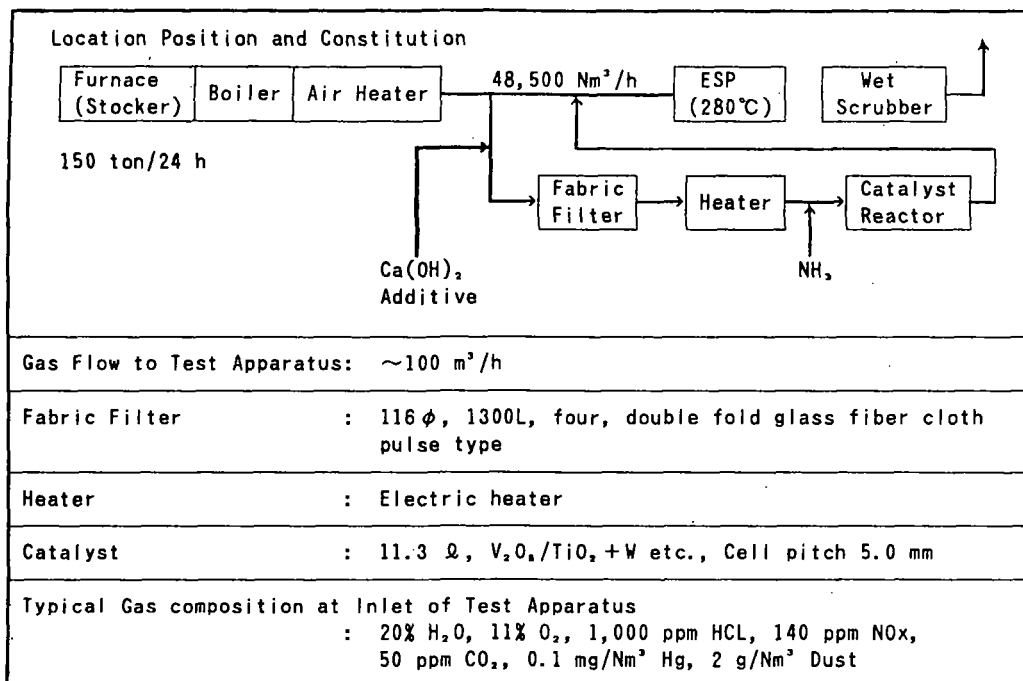 Location Position and Constitution
Furnace
(Stocker)
Boiler
Air Heater
48,500 Nm³/h
ESP
(280℃)
Wet
Scrubber
150 ton/24 h
Fabric
Filter
Heater
Catalyst
Reactor
Ca(OH)₂
Additive
NH₃
Gas Flow to Test Apparatus: ~100 m³/h
Fabric Filter : 116φ, 1300L, four, double fold glass fiber cloth
pulse type
Heater : Electric heater
Catalyst : 11.3 ℓ, V₂O₅/TiO₂+W etc., Cell pitch 5.0 mm
Typical Gas composition at Inlet of Test Apparatus
: 20% H₂O, 11% O₂, 1,000 ppm HCL, 140 ppm NOx,
50 ppm CO₂, 0.1 mg/Nm³ Hg, 2 g/Nm³ Dust